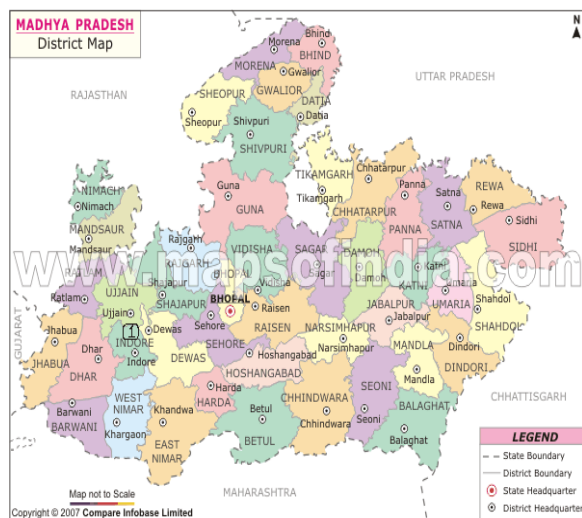 MADHYA PRADESH
District Map
N
Bhind
Morena
BHIND
MORENA
Gwalior
GWALIOR
UTTAR PRADESH
RAJASTHAN
SHEOPUR
DATIA
Sheopur
Datia
Shivpuri
SHIVPURI
TIKAMGARH
Tikamgarh
Chhatarpur
CHHATARPUR
Panna
PANNA
Satna
SATNA
REWA
Rewa
Sidhi
SIDHI
NIMACH
Nimach
Guna
GUNA
MANDSAUR
Mandsaur
Rajgarh
RAJGARH
VIDISHA
Vidisha
SAGAR
Sagar
DAMOH
Damoh
Katni
KATNI
Umaria
UMARIA
Shahdol
SHAHDOL
www.mapsofindia.com
RATLAM
Ratlam
UJJAIN
Ujjain
Shajapur
SHAJAPUR
BHOPAL
BHOPAL
Raisen
RAISEN
Sehore
SEHORE
JABALPUR
Jabalpur
NARSIMHAPUR
Narsimhapur
GUJARAT
Jhabua
JHABUA
Dhar
DHAR
1
INDORE
Indore
Dewas
DEWAS
Hoshangabad
HOSHANGABAD
MANDLA
Mandla
Dindori
DINDORI
Harda
HARDA
CHHINDWARA
Chhindwara
SEONI
Seoni
BALAGHAT
Balaghat
CHHATTISGARH
Barwani
BARWANI
WEST
NIMAR
Khargaon
Khandwa
EAST
NIMAR
Betul
BETUL
MAHARASHTRA
LEGEND
State Boundary
District Boundary
State Headquarter
District Headquarter
Map not to Scale
Copyright © 2007 Compare Infobase Limited